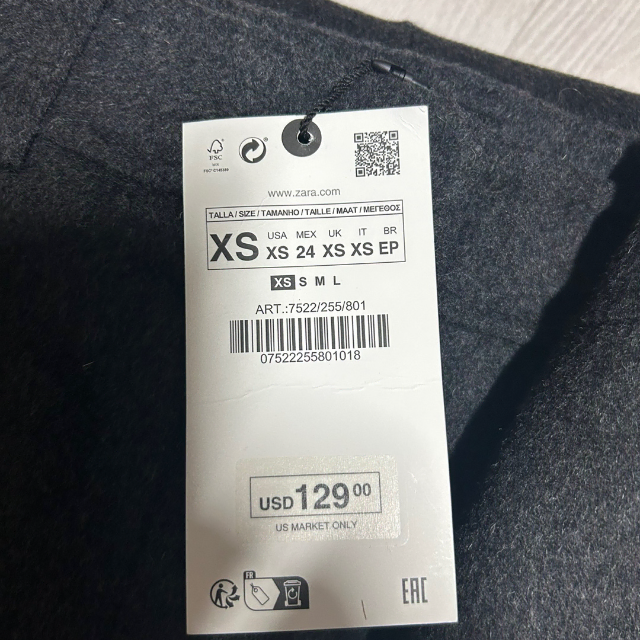 FSC
www.zara.com
TALLA / SIZE / TAMANHO / TAILLE / MAAT / ΜΕΓΕΘΟΣ
XS
USA MEX UK IT BR
XS 24 XS XS EP
XS S M L
ART.:7522/255/801
07522255801018
USD 129 00
US MARKET ONLY
FR
EAC